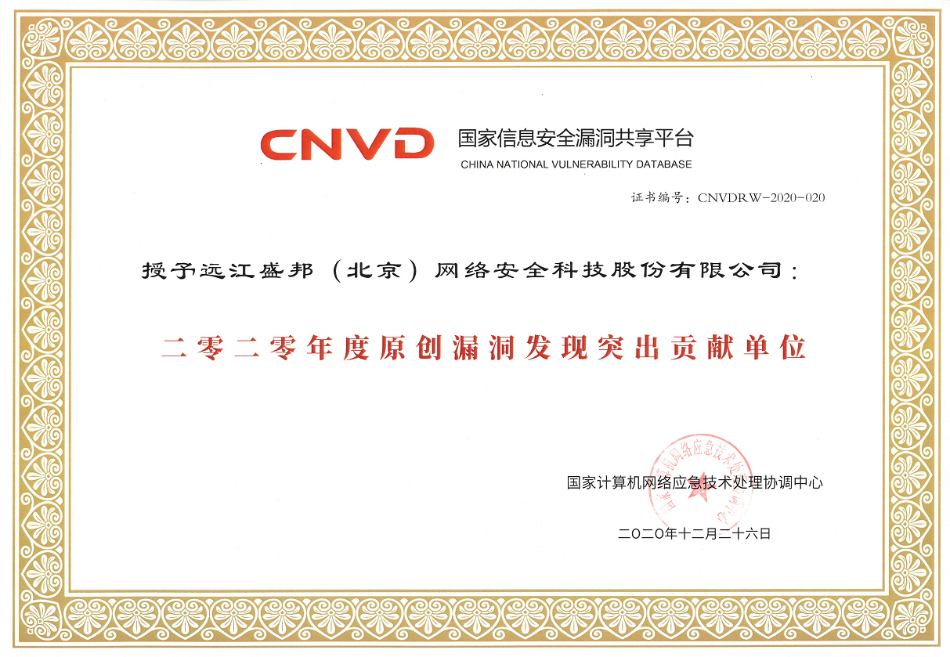 CNVD 国家信息安全漏洞共享平台
CHINA NATIONAL VULNERABILITY DATABASE
证书编号：CNVDRW-2020-020
授予远江盛邦（北京）网络安全科技股份有限公司：
二零二零年度原创漏洞发现突出贡献单位
国家计算机网络应急技术处理协调中心
二〇二〇年十二月二十六日